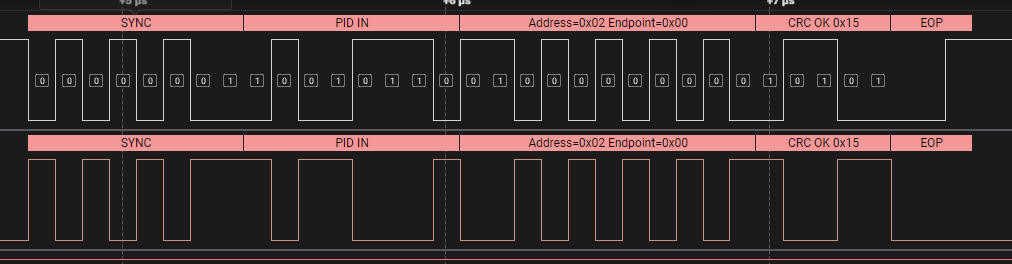 +5 µs +6 µs +7 µs
SYNC PID IN Address=0x02 Endpoint=0x00 CRC OK 0x15 EOP
0 0 0 0 0 0 0 1 1 0 0 1 0 1 1 0 0 1 0 0 0 0 0 0 0 0 0 1 0 1 0 1
SYNC PID IN Address=0x02 Endpoint=0x00 CRC OK 0x15 EOP